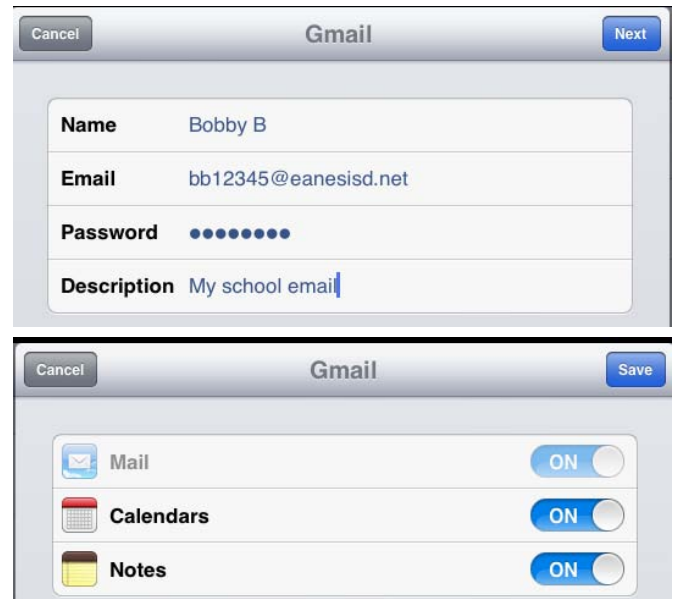 Cancel Gmail Next
Name Bobby B
Email bb12345@eanesisd.net
Password ●●●●●●●●
Description My school email
Cancel Gmail Save
Mail ON
Calendars ON
Notes ON